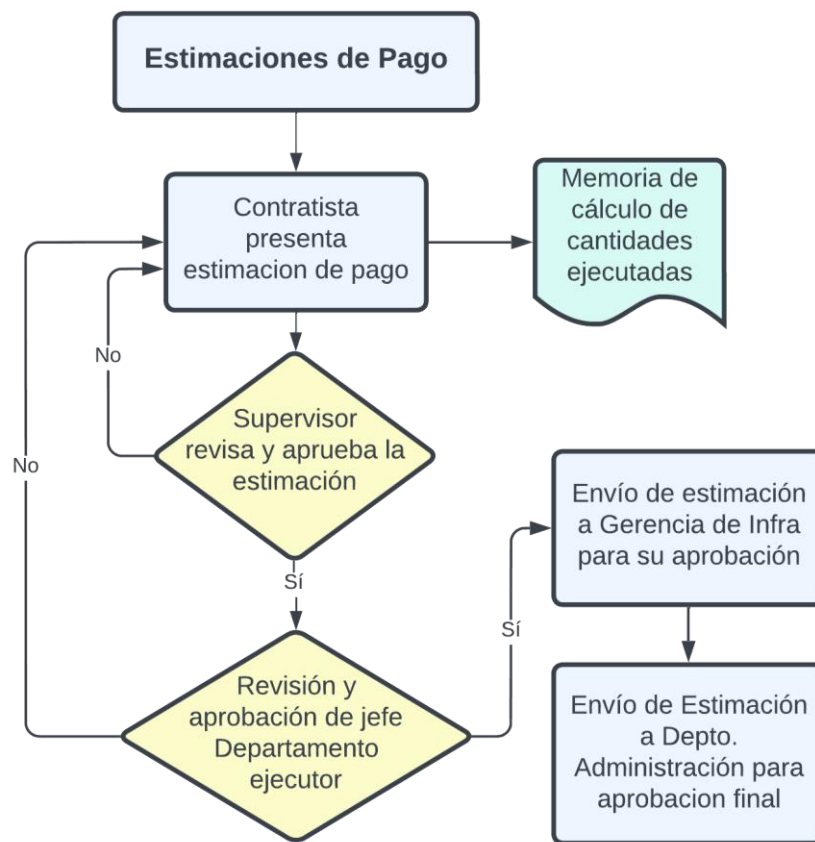 Estimaciones de Pago
Contratista
presenta
estimacion de pago
Memoria de
cálculo de
cantidades
ejecutadas
No
Supervisor
revisa y aprueba la
estimación
No
Sí
Envío de estimación
a Gerencia de Infra
para su aprobación
Sí
Revisión y
aprobación de jefe
Departamento
ejecutor
Envío de Estimación
a Depto.
Administración para
aprobacion final